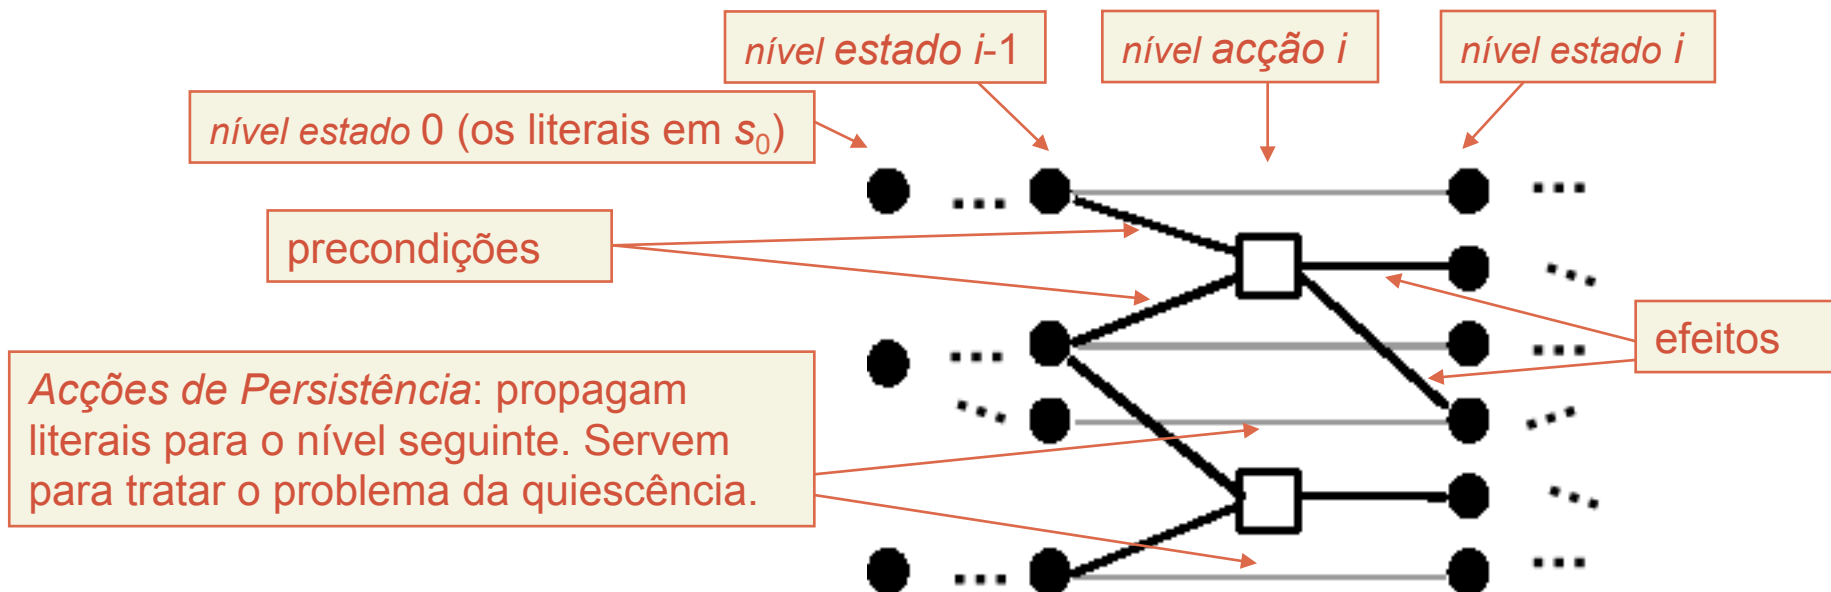 nível estado i-1
nível acção i
nível estado i
nível estado 0 (os literais em s₀)
precondições
efeitos
Acções de Persistência: propagam
literais para o nível seguinte. Servem
para tratar o problema da quiescência.